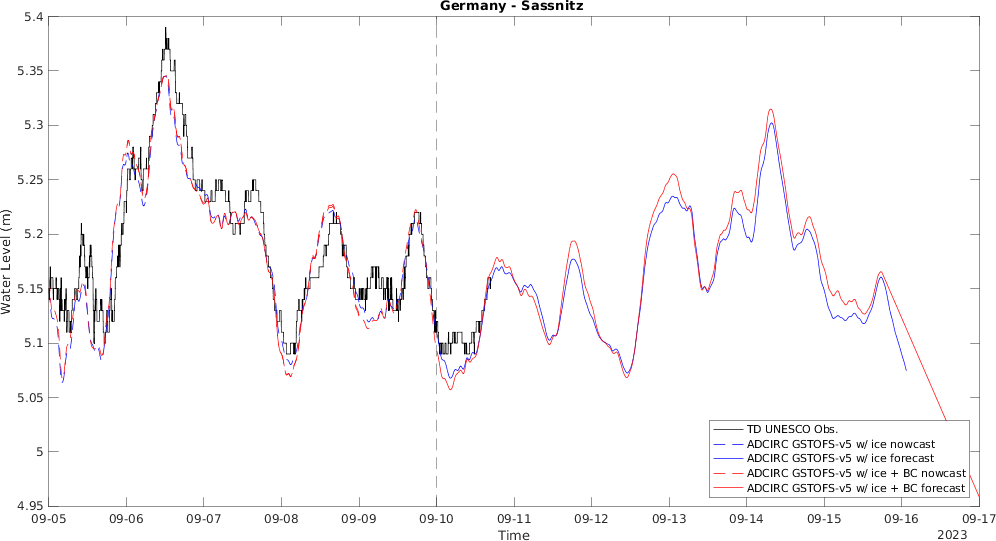 Germany - Sassnitz
5.4
5.35
5.3
5.25
5.2
5.15
5.1
5.05
5
4.95
Water Level (m)
09-05 09-06 09-07 09-08 09-09 09-10 09-11 09-12 09-13 09-14 09-15 09-16 09-17
Time
2023
TD UNESCO Obs.
ADCIRC GSTOFS-v5 w/ ice nowcast
ADCIRC GSTOFS-v5 w/ ice forecast
ADCIRC GSTOFS-v5 w/ ice + BC nowcast
ADCIRC GSTOFS-v5 w/ ice + BC forecast